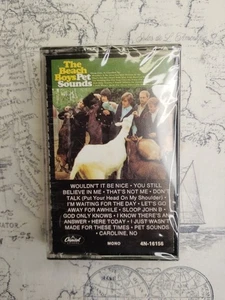 The
Beach
Boys Pet
Sounds
WOULDN'T IT BE NICE • YOU STILL
BELIEVE IN ME • THAT'S NOT ME • DON'T
TALK (Put Your Head On My Shoulder) •
I'M WAITING FOR THE DAY • LET'S GO
AWAY FOR AWHILE • SLOOP JOHN B •
GOD ONLY KNOWS • I KNOW THERE'S AN
ANSWER • HERE TODAY • I JUST WASN'T
MADE FOR THESE TIMES • PET SOUNDS •
CAROLINE, NO
Capitol
MONO
4N-16156